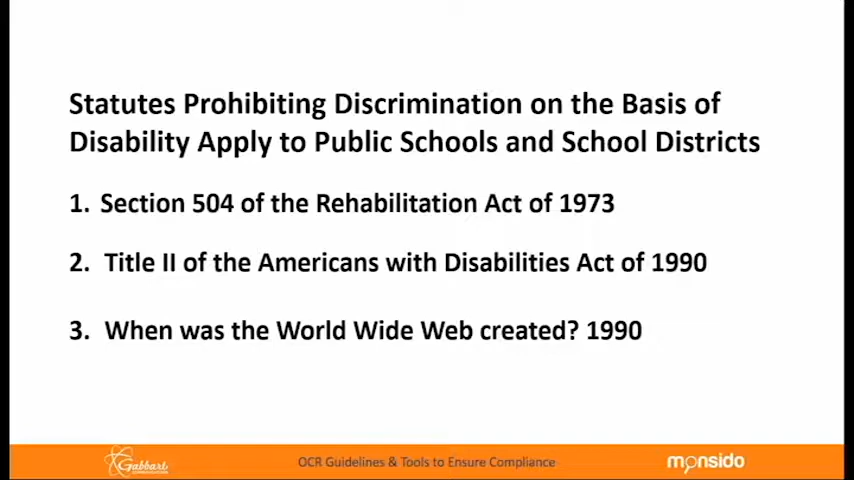 Statutes Prohibiting Discrimination on the Basis of
Disability Apply to Public Schools and School Districts
1. Section 504 of the Rehabilitation Act of 1973
2. Title II of the Americans with Disabilities Act of 1990
3. When was the World Wide Web created? 1990
Gabbart
OCR Guidelines & Tools to Ensure Compliance
monsido